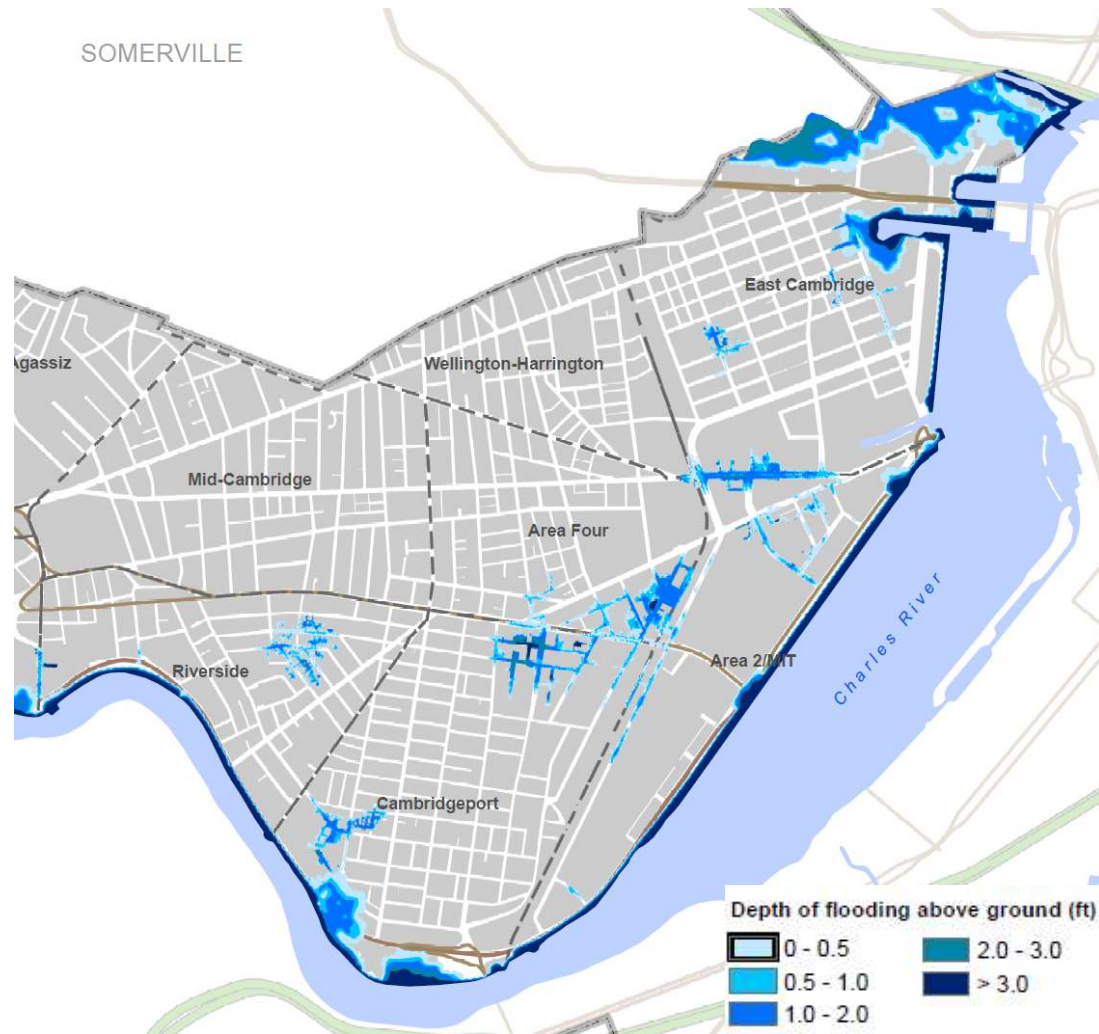 SOMERVILLE
East Cambridge
Agassiz
Wellington-Harrington
Mid-Cambridge
Area Four
Riverside
Area 2/MIT
Charles River
Cambridgeport
Depth of flooding above ground (ft)
0 - 0.5
0.5 - 1.0
1.0 - 2.0
2.0 - 3.0
> 3.0